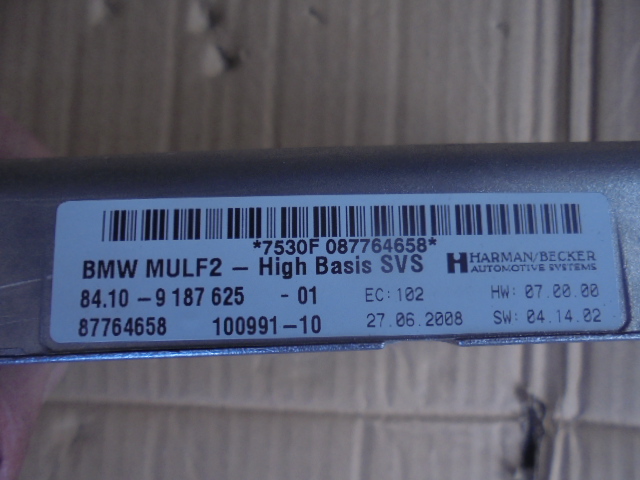 *7530F 087764658*
BMW MULF2 – High Basis SVS HARMAN/BECKER
AUTOMOTIVE SYSTEMS
84.10 – 9 187 625 - 01 EC: 102 HW: 07.00.00
87764658 100991–10 27.06.2008 SW: 04.14.02